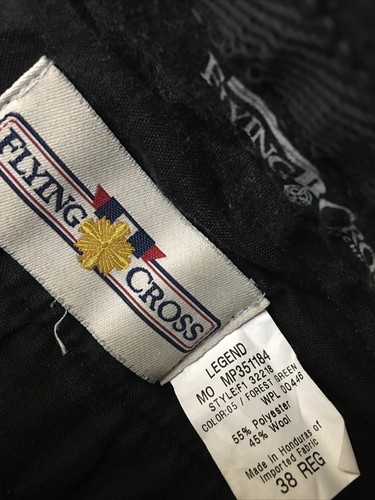 FLYING CROSS
FLYING CROSS
LEGEND
MO MP351184
STYLE:F1 32218
COLOR:05 / FOREST GREEN
WPL 00446
55% Polyester
45% Wool
Made in Honduras of
Imported Fabric
38 REG